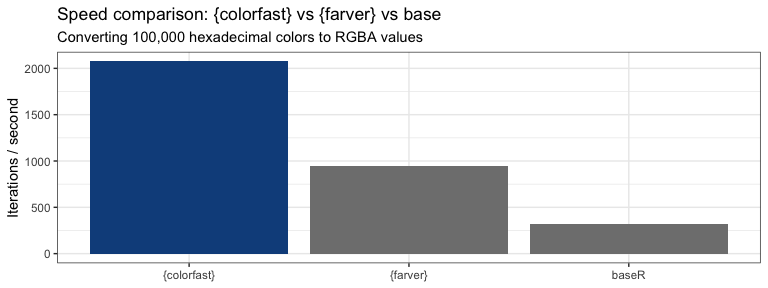 Speed comparison: {colorfast} vs {farver} vs base
Converting 100,000 hexadecimal colors to RGBA values
Iterations / second
2000
1500
1000
500
0
{colorfast}
{farver}
baseR